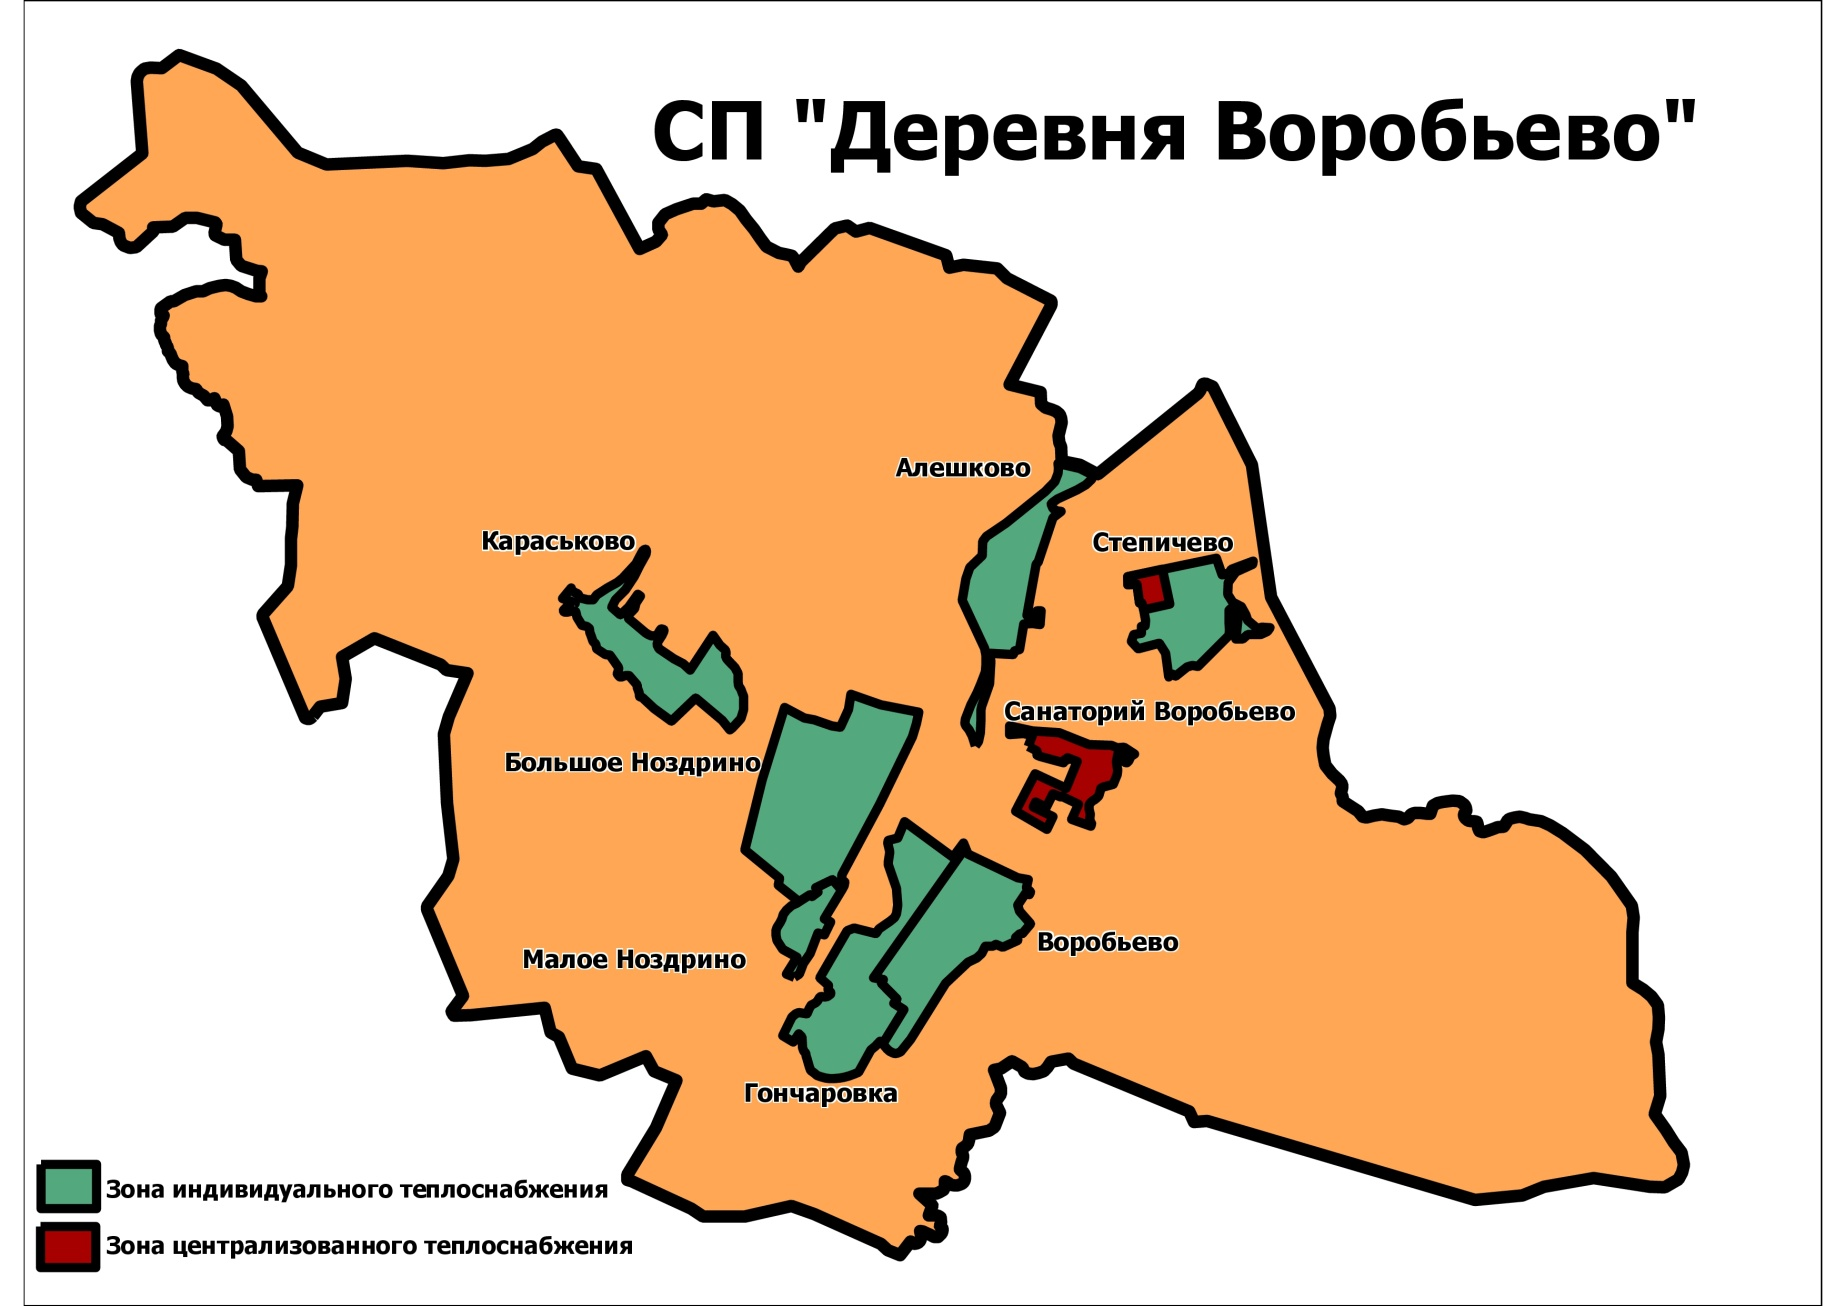 СП "Деревня Воробьево"
Алешково
Караськово
Степичево
Санаторий Воробьево
Большое Ноздрино
Воробьево
Малое Ноздрино
Гончаровка
Зона индивидуального теплоснабжения
Зона централизованного теплоснабжения